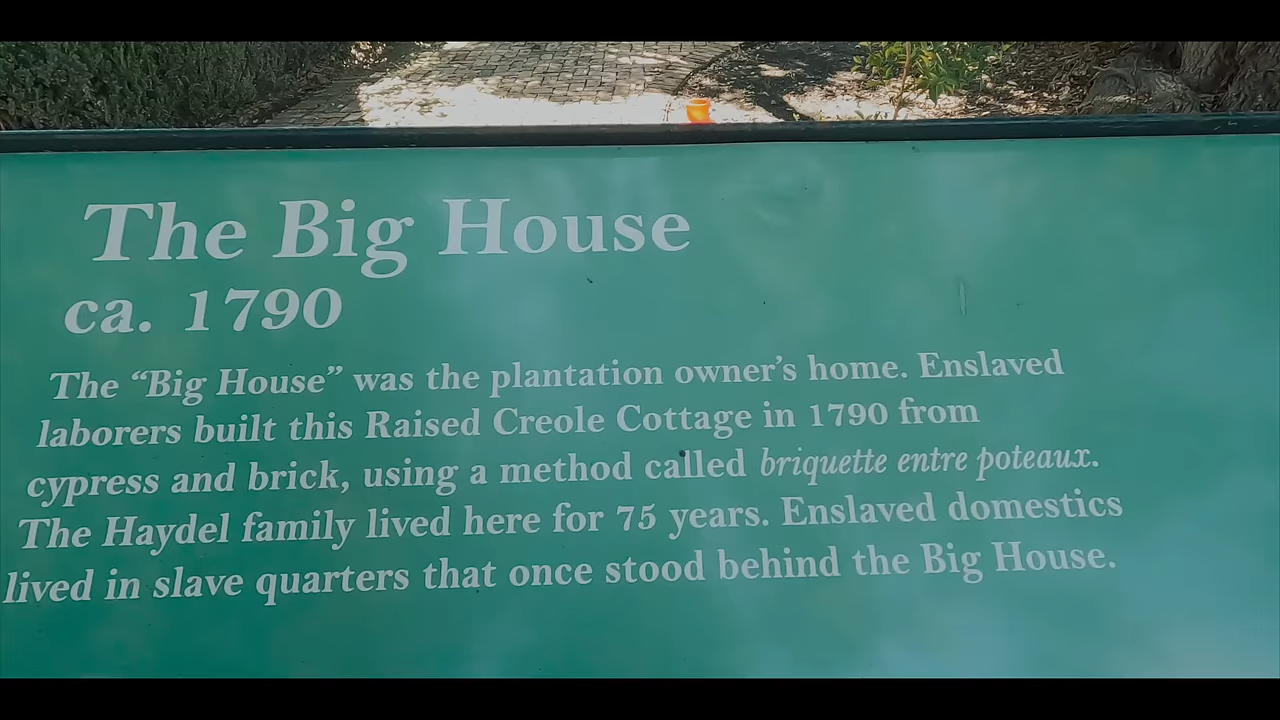 The Big House
ca. 1790
The “Big House” was the plantation owner’s home. Enslaved
laborers built this Raised Creole Cottage in 1790 from
cypress and brick, using a method called briquette entre poteaux.
The Haydel family lived here for 75 years. Enslaved domestics
lived in slave quarters that once stood behind the Big House.